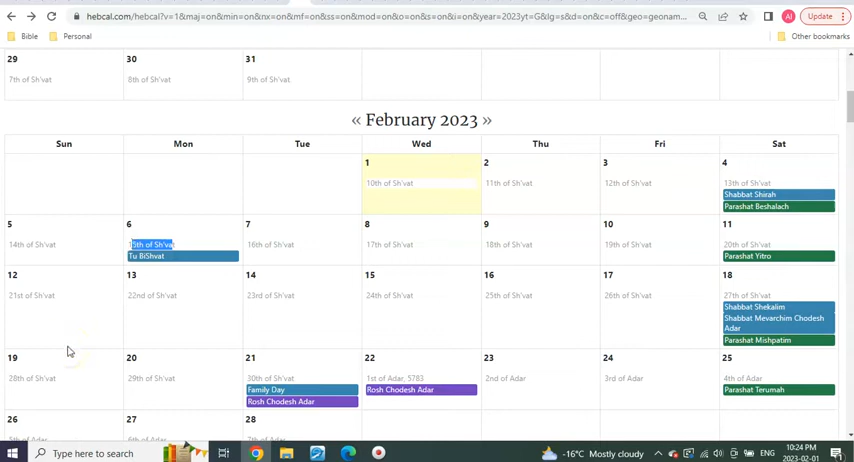 hebcal.com/hebcal?v=1&maj=on&min=on&nx=on&mf=on&ss=on&mod=on&o=on&s=on&i=on&year=2023yt=G&lg=s&d=on&c=off&geo=geonam...
Update
Bible Personal Other bookmarks
29 30 31
7th of Sh'vat 8th of Sh'vat 9th of Sh'vat
« February 2023 »
Sun Mon Tue Wed Thu Fri Sat
1 2 3 4
10th of Sh'vat 11th of Sh'vat 12th of Sh'vat 13th of Sh'vat
Shabbat Shirah
Parashat Beshalach
5 6 7 8 9 10 11
14th of Sh'vat 15th of Sh'vat 16th of Sh'vat 17th of Sh'vat 18th of Sh'vat 19th of Sh'vat 20th of Sh'vat
Tu BiShvat Parashat Yitro
12 13 14 15 16 17 18
21st of Sh'vat 22nd of Sh'vat 23rd of Sh'vat 24th of Sh'vat 25th of Sh'vat 26th of Sh'vat 27th of Sh'vat
Shabbat Shekalim
Shabbat Mevarchim Chodesh
Adar
Parashat Mishpatim
19 20 21 22 23 24 25
28th of Sh'vat 29th of Sh'vat 30th of Sh'vat 1st of Adar, 5783 2nd of Adar 3rd of Adar 4th of Adar
Family Day Rosh Chodesh Adar Parashat Terumah
Rosh Chodesh Adar
26 27 28
5th of Adar 6th of Adar 7th of Adar
Type here to search -16°C Mostly cloudy ENG 10:24 PM
2023-02-01